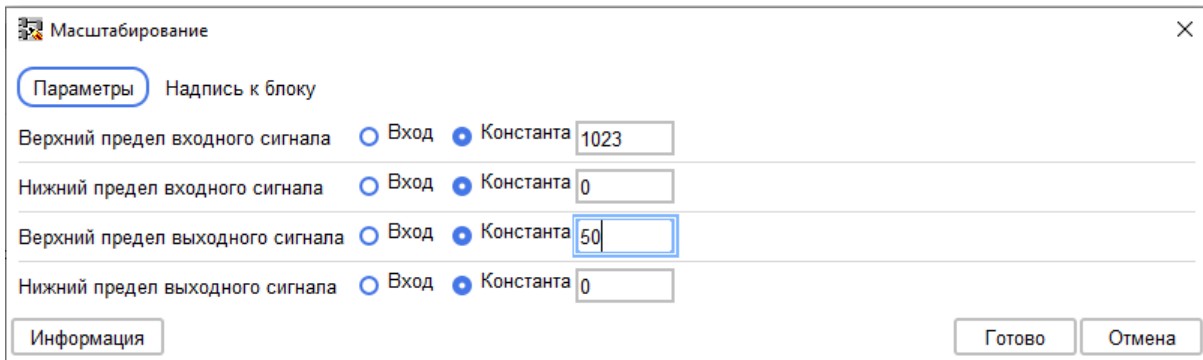 Масштабирование
Параметры Надпись к блоку
Верхний предел входного сигнала Вход Константа 1023
Нижний предел входного сигнала Вход Константа 0
Верхний предел выходного сигнала Вход Константа 50
Нижний предел выходного сигнала Вход Константа 0
Информация Готово Отмена